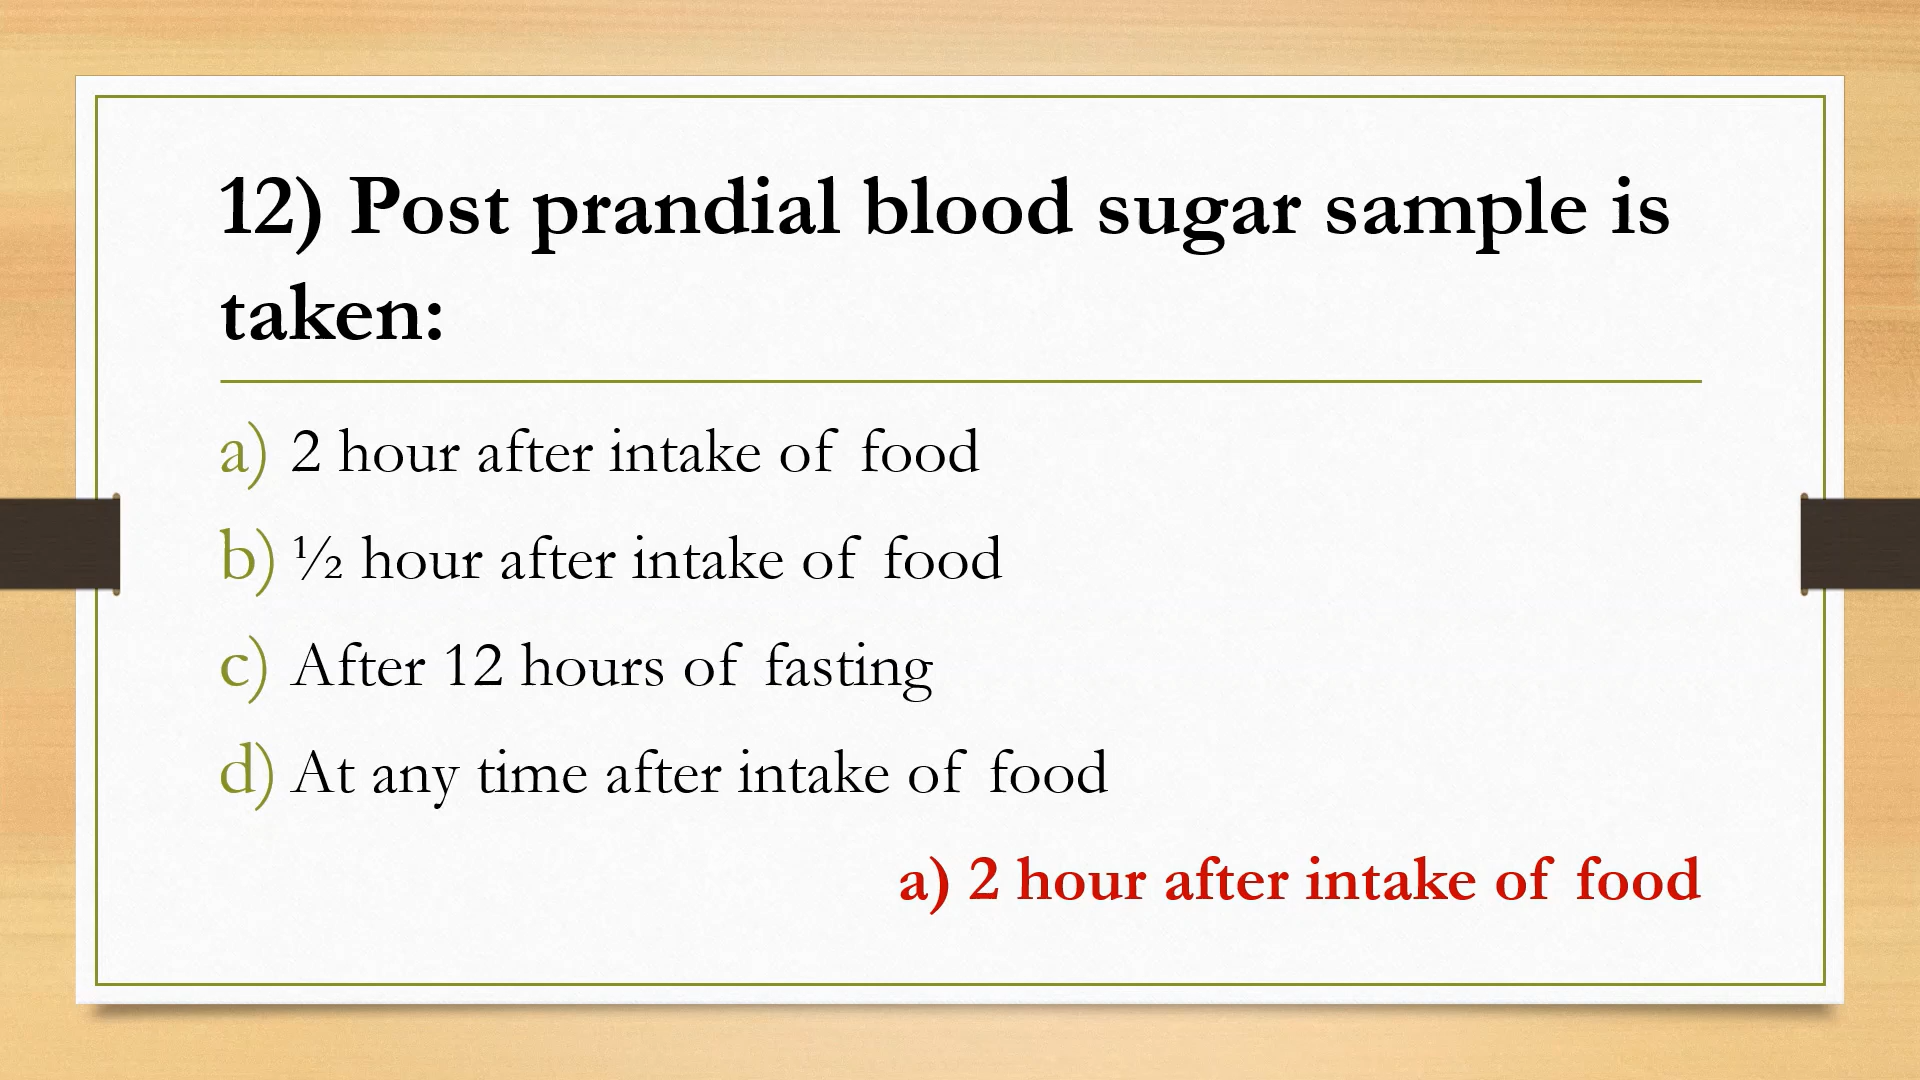 12) Post prandial blood sugar sample is
taken:
a) 2 hour after intake of food
b) ½ hour after intake of food
c) After 12 hours of fasting
d) At any time after intake of food
a) 2 hour after intake of food